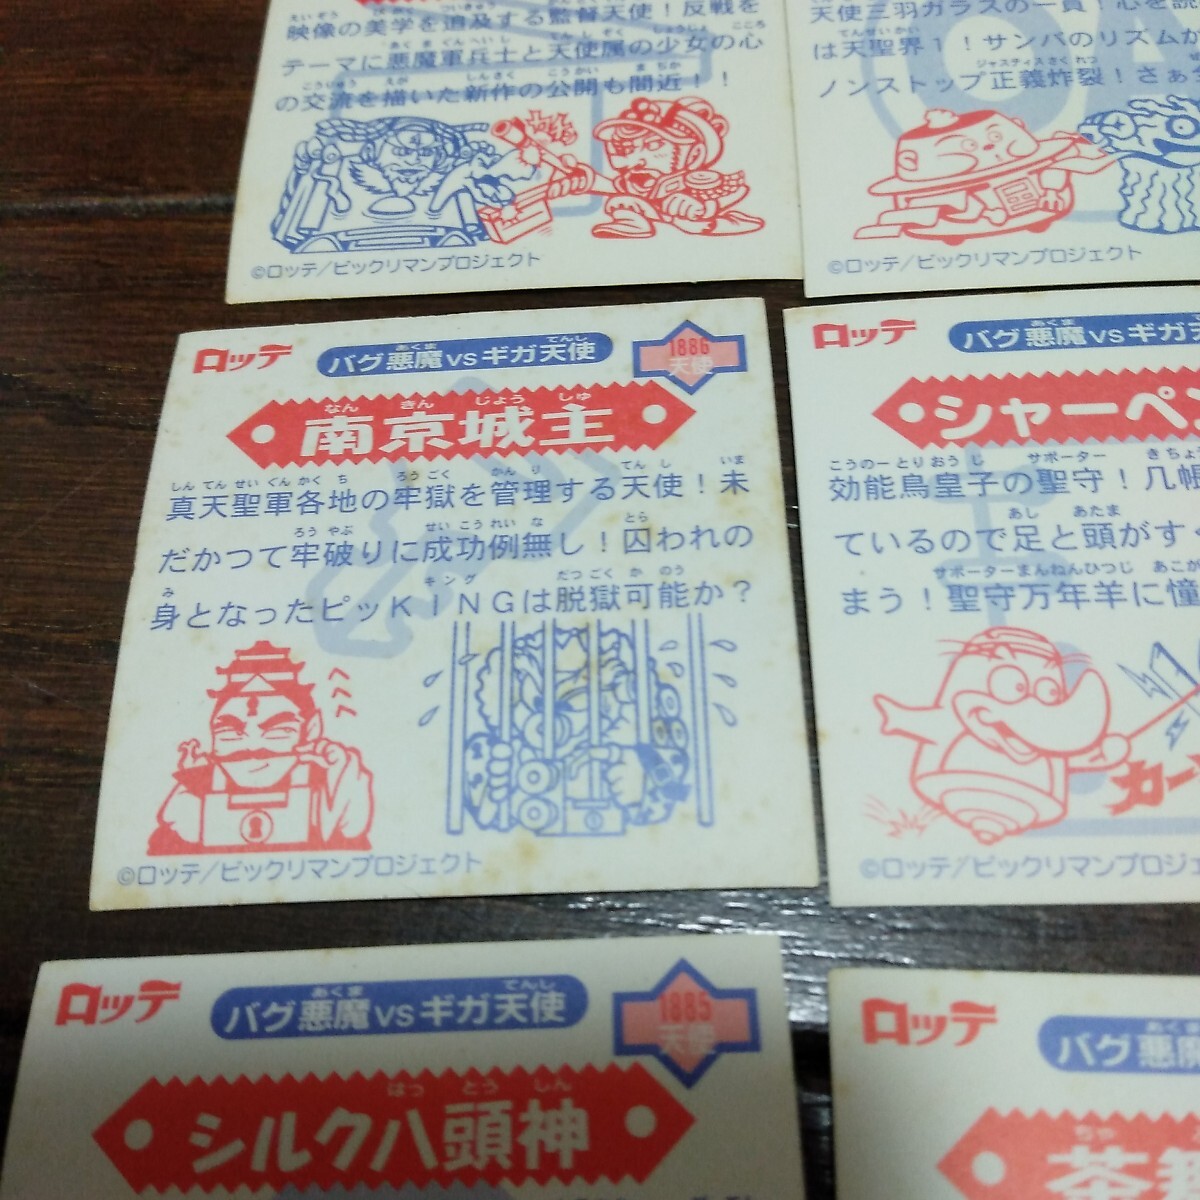 映像の美学を追及する監督天使！反戦を
テーマに悪魔軍兵士と天使属の少女の心
の交流を描いた新作の公開も間近！！
©ロッテ/ビックリマンプロジェクト
天使三羽ガラスの一員！心を読
は天聖界1！サンバのリズムか
ノンストップ正義炸裂！さぁ
©ロッテ/ビックリマンプロジェクト
ロッテ
バグ悪魔vsギガ天使
1886
天使
南京城主
真天聖軍各地の牢獄を管理する天使！未
だかつて牢破りに成功例無し！囚われの
身となったピッKINGは脱獄可能か？
©ロッテ/ビックリマンプロジェクト
ロッテ
バグ悪魔vsギガ天
シャーペン
効能鳥皇子の聖守！几帳
ているので足と頭がす
まう！聖守万年羊に憧
カー
©ロッテ/ビックリマンプロジェ
ロッテ
バグ悪魔vsギガ天使
1885
天使
シルク八頭神
ロッテ
バグ悪魔
茶